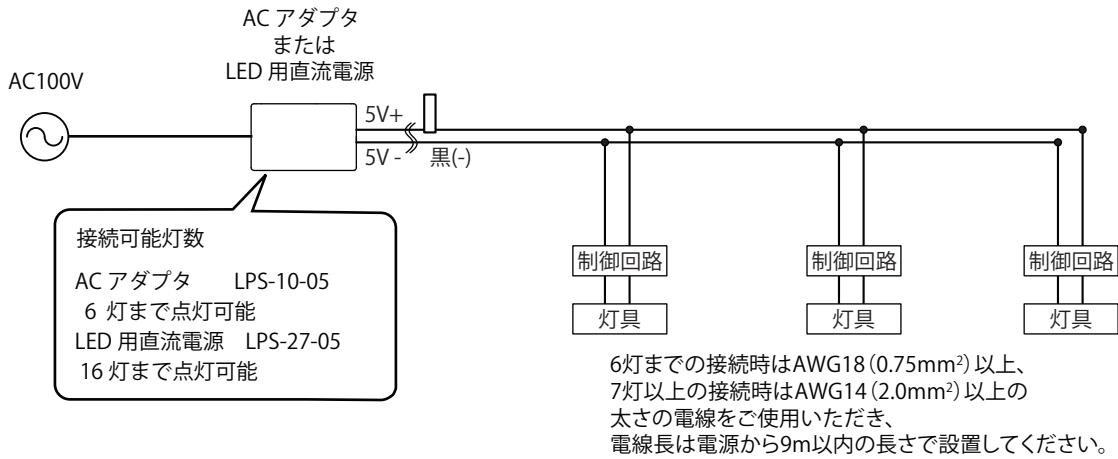 AC アダプタ
または
LED 用直流電源
AC100V
5V+
5V -
黒(-)
接続可能灯数
AC アダプタ LPS-10-05
6 灯まで点灯可能
LED 用直流電源 LPS-27-05
16 灯まで点灯可能
制御回路
制御回路
制御回路
灯具
灯具
灯具
6灯までの接続時はAWG18（0.75mm²）以上、
7灯以上の接続時はAWG14（2.0mm²）以上の
太さの電線をご使用いただき、
電線長は電源から9m以内の長さで設置してください。